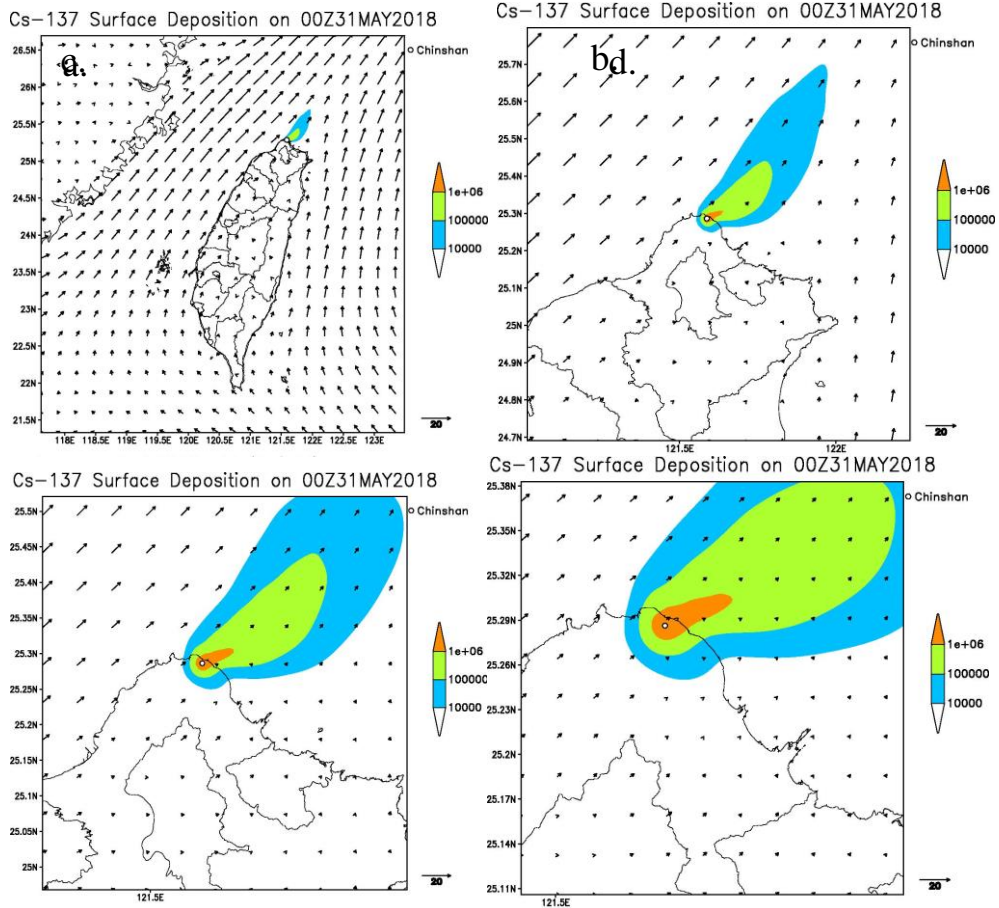 Cs-137 Surface Deposition on 00Z31MAY2018
26.5N
26N
25.5N
25N
24.5N
24N
23.5N
23N
22.5N
22N
21.5N
118E 118.5E 119E 119.5E 120E 120.5E 121E 121.5E 122E 122.5E 123E
Chinshan
1e+06
100000
10000
20
a.
Cs-137 Surface Deposition on 00Z31MAY2018
25.7N
25.6N
25.5N
25.4N
25.3N
25.2N
25.1N
25N
24.9N
24.8N
24.7N
121.5E 122E
Chinshan
1e+06
100000
10000
20
b.
d.
Cs-137 Surface Deposition on 00Z31MAY2018
25.5N
25.45N
25.4N
25.35N
25.3N
25.25N
25.2N
25.15N
25.1N
25.05N
25N
121.5E
Chinshan
1e+06
100000
10000
20
Cs-137 Surface Deposition on 00Z31MAY2018
25.38N
25.35N
25.32N
25.29N
25.26N
25.23N
25.2N
25.17N
25.14N
25.11N
121.5E
Chinshan
1e+06
100000
10000
20